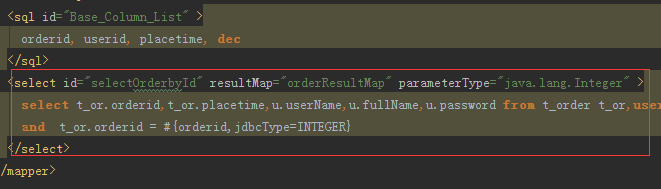 <sql id="Base_Column_List" >
orderid, userid, placetime, dec
</sql>
<select id="selectOrderbyId" resultMap="orderResultMap" parameterType="java.lang.Integer" >
select t_or.orderid,t_or.placetime,u.userName,u.fullName,u.password from t_order t_or,use
and t_or.orderid = #{orderid,jdbcType=INTEGER}
</select>
/mapper>